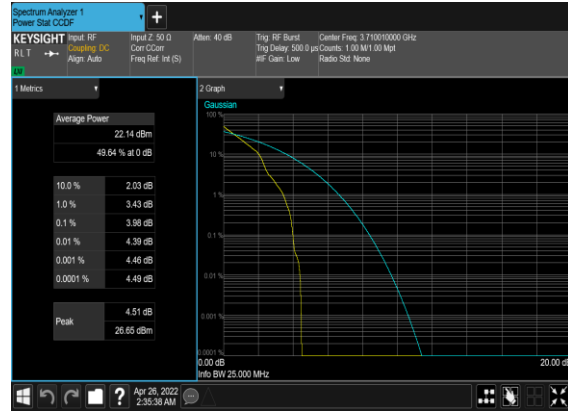 Spectrum Analyzer 1
Power Stat CCDF
+
KEYSIGHT
RLT
LM
Input: RF
Coupling: DC
Align: Auto
Input Z: 50 Ω
Corr CCorr
Freq Ref: Int (S)
Atten: 40 dB
Trig: RF Burst
Trig Delay: 500.0 µs
#IF Gain: Low
Center Freq: 3.710010000 GHz
Counts: 1.00 M/1.00 Mpt
Radio Std: None
1 Metrics
Average Power
22.14 dBm
49.64 % at 0 dB
10.0 % 2.03 dB
1.0 % 3.43 dB
0.1 % 3.98 dB
0.01 % 4.39 dB
0.001 % 4.46 dB
0.0001 % 4.49 dB
Peak
4.51 dB
26.65 dBm
2 Graph
Gaussian
100 %
10 %
1 %
0.1 %
0.01 %
0.001 %
0.0001 %
0.00 dB
20.00 dB
Info BW 25.000 MHz
?
Apr 26, 2022
2:35:38 AM